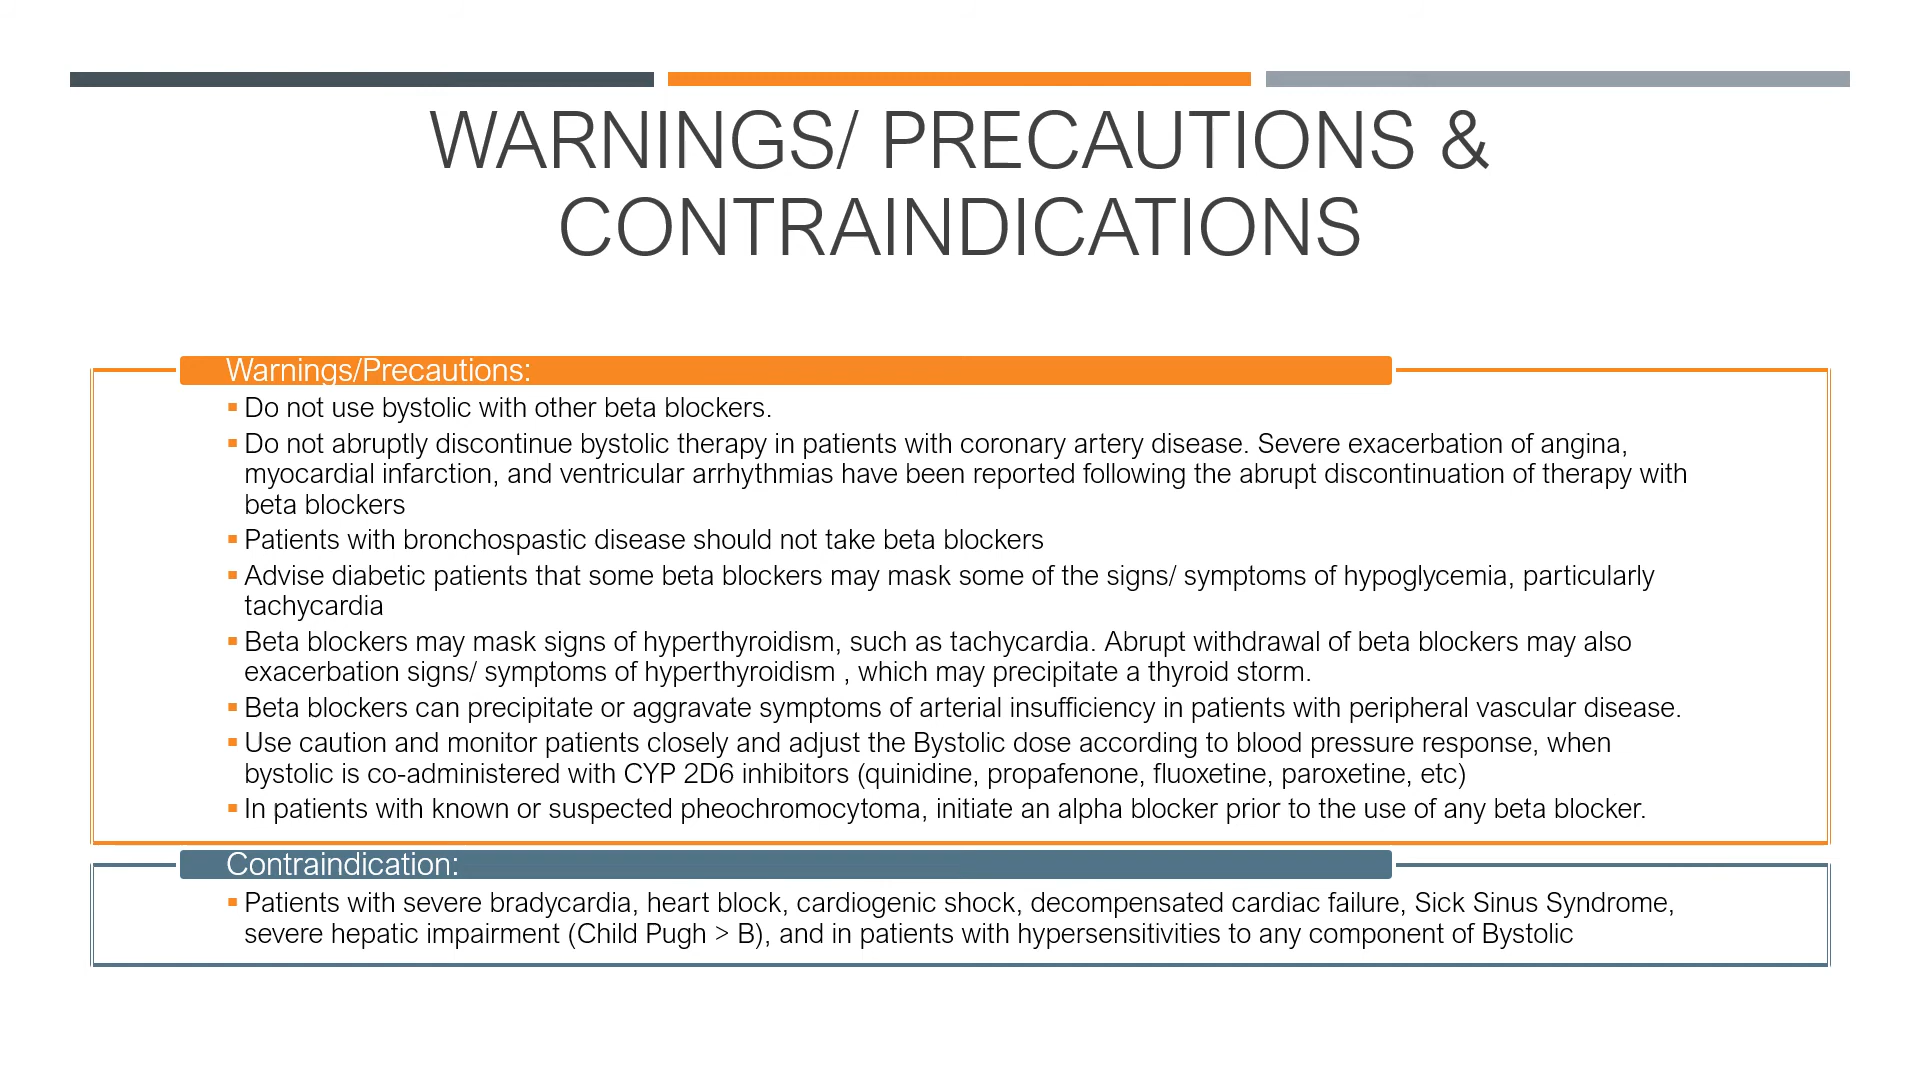 WARNINGS/ PRECAUTIONS &
CONTRAINDICATIONS
Warnings/Precautions:
▪ Do not use bystolic with other beta blockers.
▪ Do not abruptly discontinue bystolic therapy in patients with coronary artery disease. Severe exacerbation of angina,
myocardial infarction, and ventricular arrhythmias have been reported following the abrupt discontinuation of therapy with
beta blockers
▪ Patients with bronchospastic disease should not take beta blockers
▪ Advise diabetic patients that some beta blockers may mask some of the signs/ symptoms of hypoglycemia, particularly
tachycardia
▪ Beta blockers may mask signs of hyperthyroidism, such as tachycardia. Abrupt withdrawal of beta blockers may also
exacerbation signs/ symptoms of hyperthyroidism , which may precipitate a thyroid storm.
▪ Beta blockers can precipitate or aggravate symptoms of arterial insufficiency in patients with peripheral vascular disease.
▪ Use caution and monitor patients closely and adjust the Bystolic dose according to blood pressure response, when
bystolic is co-administered with CYP 2D6 inhibitors (quinidine, propafenone, fluoxetine, paroxetine, etc)
▪ In patients with known or suspected pheochromocytoma, initiate an alpha blocker prior to the use of any beta blocker.
Contraindication:
▪ Patients with severe bradycardia, heart block, cardiogenic shock, decompensated cardiac failure, Sick Sinus Syndrome,
severe hepatic impairment (Child Pugh > B), and in patients with hypersensitivities to any component of Bystolic